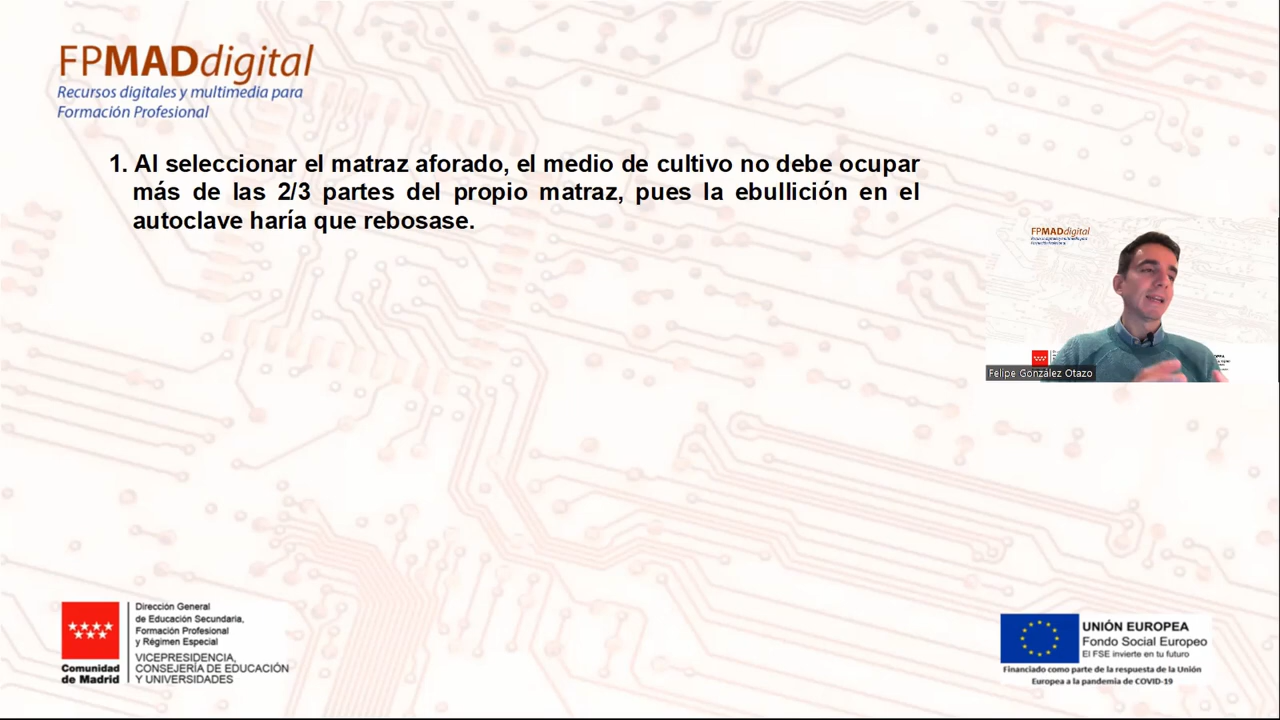 FPMADdigital
Recursos digitales y multimedia para
Formación Profesional
1. Al seleccionar el matraz aforado, el medio de cultivo no debe ocupar
más de las 2/3 partes del propio matraz, pues la ebullición en el
autoclave haría que rebosase.
FPMADdigital
Felipe González Otazo
Dirección General
de Educación Secundaria,
Formación Profesional
y Régimen Especial
VICEPRESIDENCIA,
CONSEJERÍA DE EDUCACIÓN
Y UNIVERSIDADES
Comunidad
de Madrid
UNIÓN EUROPEA
Fondo Social Europeo
El FSE invierte en tu futuro
Financiado como parte de la respuesta de la Unión
Europea a la pandemia de COVID-19